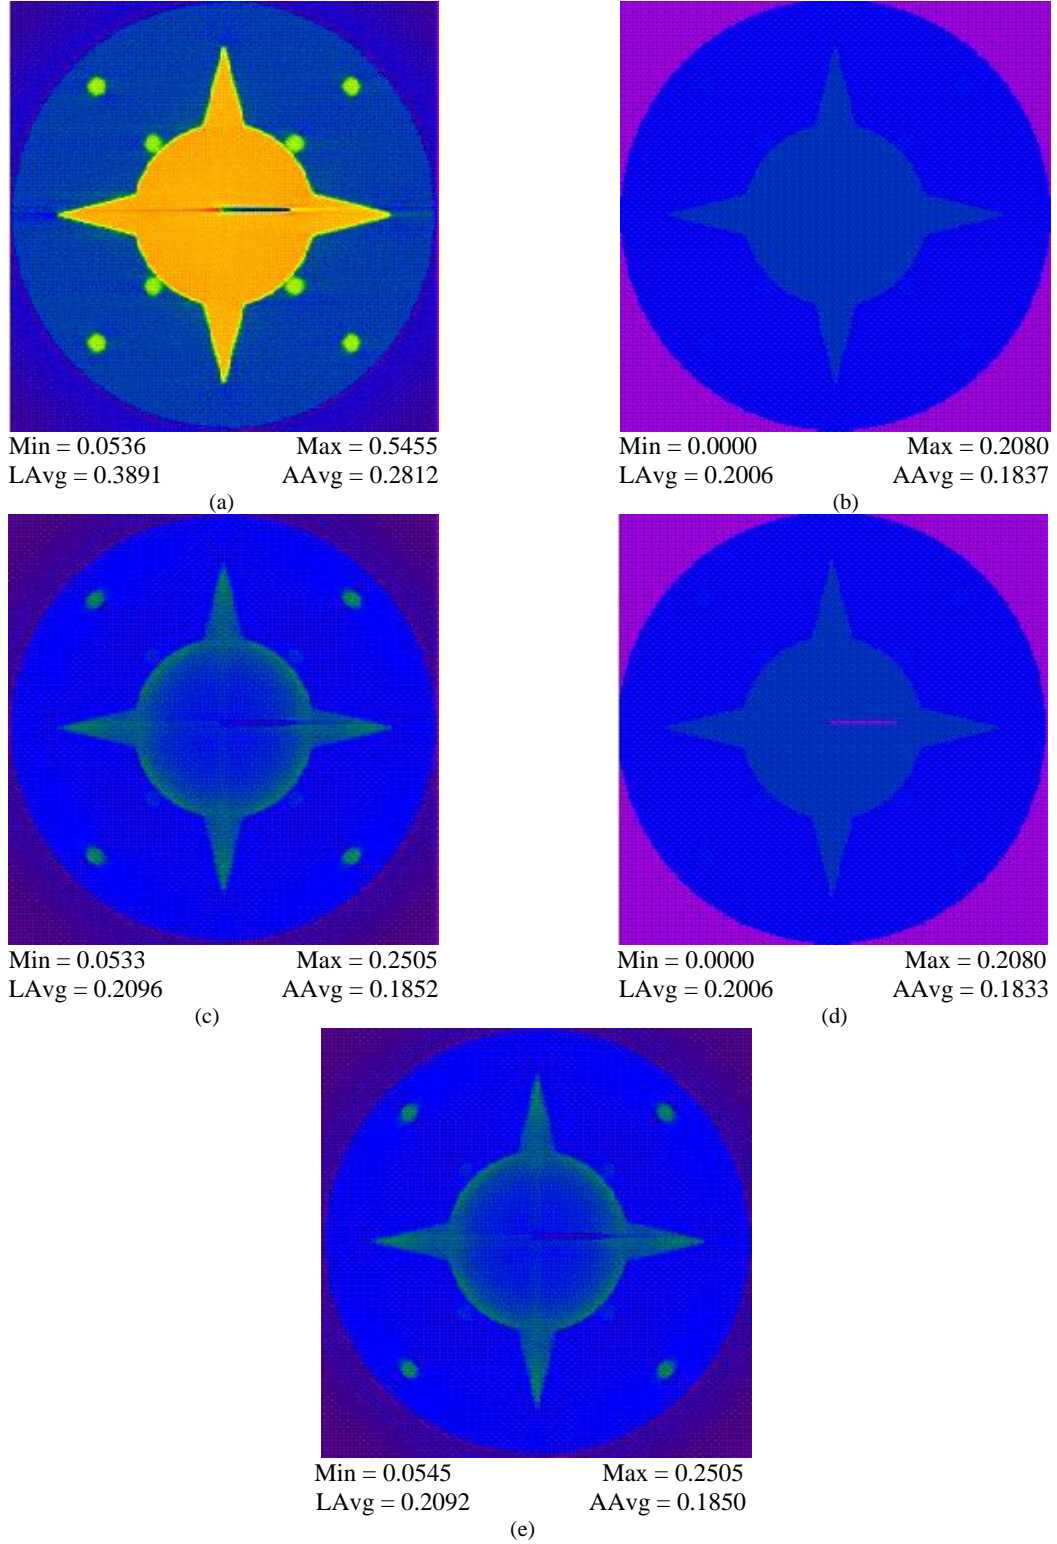 Min = 0.0536 Max = 0.5455
LAvg = 0.3891 AAvg = 0.2812
(a)
Min = 0.0000 Max = 0.2080
LAvg = 0.2006 AAvg = 0.1837
(b)
Min = 0.0533 Max = 0.2505
LAvg = 0.2096 AAvg = 0.1852
(c)
Min = 0.0000 Max = 0.2080
LAvg = 0.2006 AAvg = 0.1833
(d)
Min = 0.0545 Max = 0.2505
LAvg = 0.2092 AAvg = 0.1850
(e)